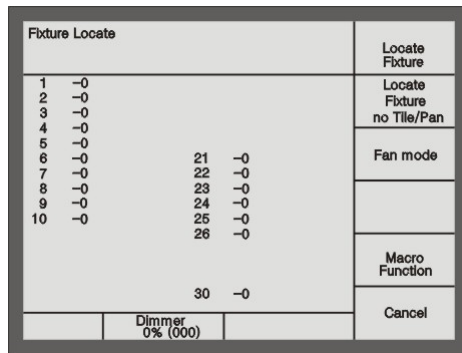 Fixture Locate
1 -0
2 -0
3 -0
4 -0
5 -0
6 -0 21 -0
7 -0 22 -0
8 -0 23 -0
9 -0 24 -0
10 -0 25 -0
26 -0
30 -0
Dimmer
0% (000)
Locate
Fixture
Locate
Fixture
no Tile/Pan
Fan mode
Macro
Function
Cancel